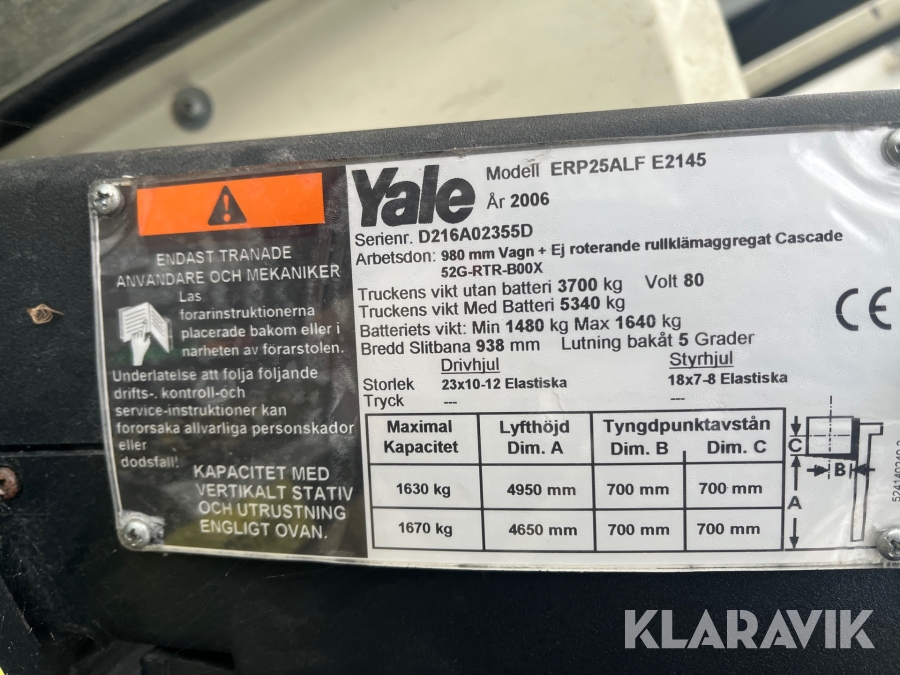 Yale
Modell ERP25ALF E2145
År 2006
Serienr. D216A02355D
Arbetsdon: 980 mm Vagn + Ej roterande rullklämaggregat Cascade
52G-RTR-B00X
Truckens vikt utan batteri 3700 kg Volt 80
Truckens vikt Med Batteri 5340 kg
Batteriets vikt: Min 1480 kg Max 1640 kg
Bredd Slitbana 938 mm Lutning bakåt 5 Grader
Drivhjul Styrhjul
Storlek 23x10-12 Elastiska 18x7-8 Elastiska
Tryck --- ---
Maximal Kapacitet Lyfthöjd Dim. A Tyngdpunktavstån Dim. B Dim. C
1630 kg 4950 mm 700 mm 700 mm
1670 kg 4650 mm 700 mm 700 mm
C
B
A
CE
ENDAST TRANADE
ANVANDARE OCH MEKANIKER
Las
forarinstruktionerna
placerade bakom eller i
narheten av förarstolen.
Underlatelse att folja följande
drifts-, kontroll-och
service-instruktioner kan
fororsaka allvarliga personskador
eller
dodsfall!
KAPACITET MED
VERTIKALT STATIV
OCH UTRUSTNING
ENGLIGT OVAN.
KLARAVIK